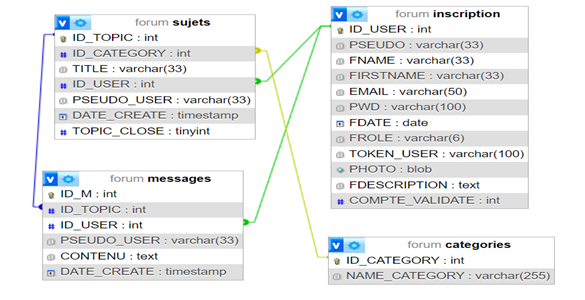 forum sujets
ID_TOPIC : int
ID_CATEGORY : int
TITLE : varchar(33)
ID_USER : int
PSEUDO_USER : varchar(33)
DATE_CREATE : timestamp
TOPIC_CLOSE : tinyint
forum messages
ID_M : int
ID_TOPIC : int
ID_USER : int
PSEUDO_USER : varchar(33)
CONTENU : text
DATE_CREATE : timestamp
forum inscription
ID_USER : int
PSEUDO : varchar(33)
FNAME : varchar(33)
FIRSTNAME : varchar(33)
EMAIL : varchar(50)
PWD : varchar(100)
FDATE : date
FROLE : varchar(6)
TOKEN_USER : varchar(100)
PHOTO : blob
FDESCRIPTION : text
COMPTE_VALIDATE : int
forum categories
ID_CATEGORY : int
NAME_CATEGORY : varchar(255)